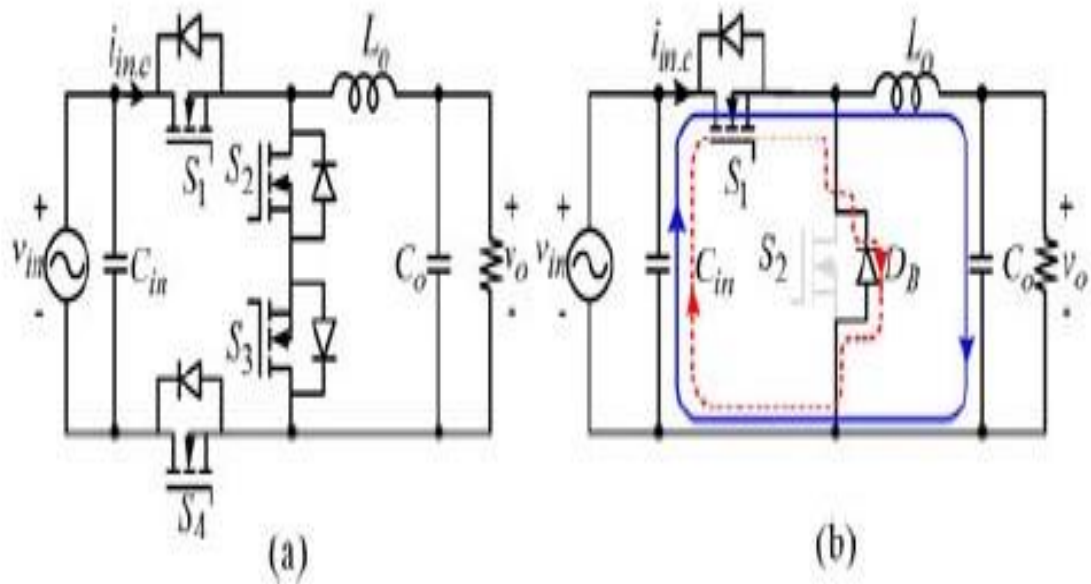 i_in.c
L_o
S_1
S_2
+
v_in
-
C_in
C_o
+
v_o
-
S_3
S_4
(a)
i_in.c
L_o
S_1
+
v_in
-
C_in
S_2
D_B
C_o
+
v_o
-
(b)